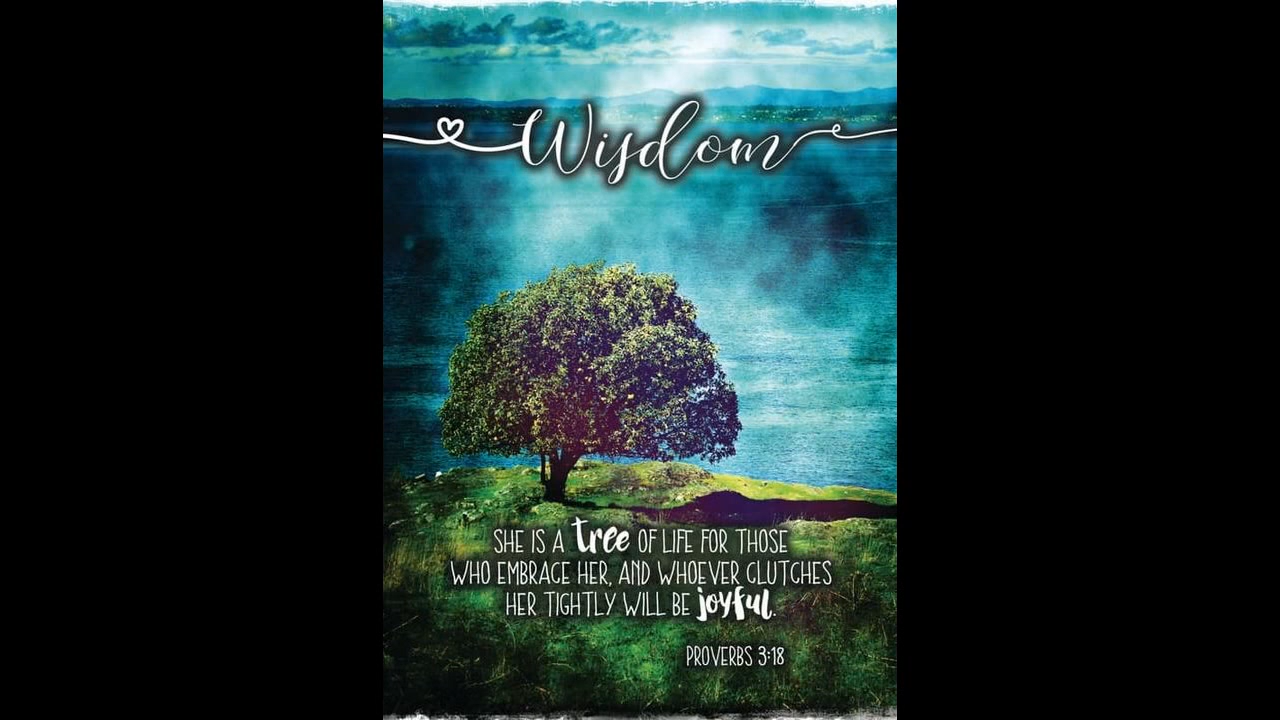 Wisdom
SHE IS A tree OF LIFE FOR THOSE
WHO EMBRACE HER, AND WHOEVER CLUTCHES
HER TIGHTLY WILL BE joyful.
PROVERBS 3:18